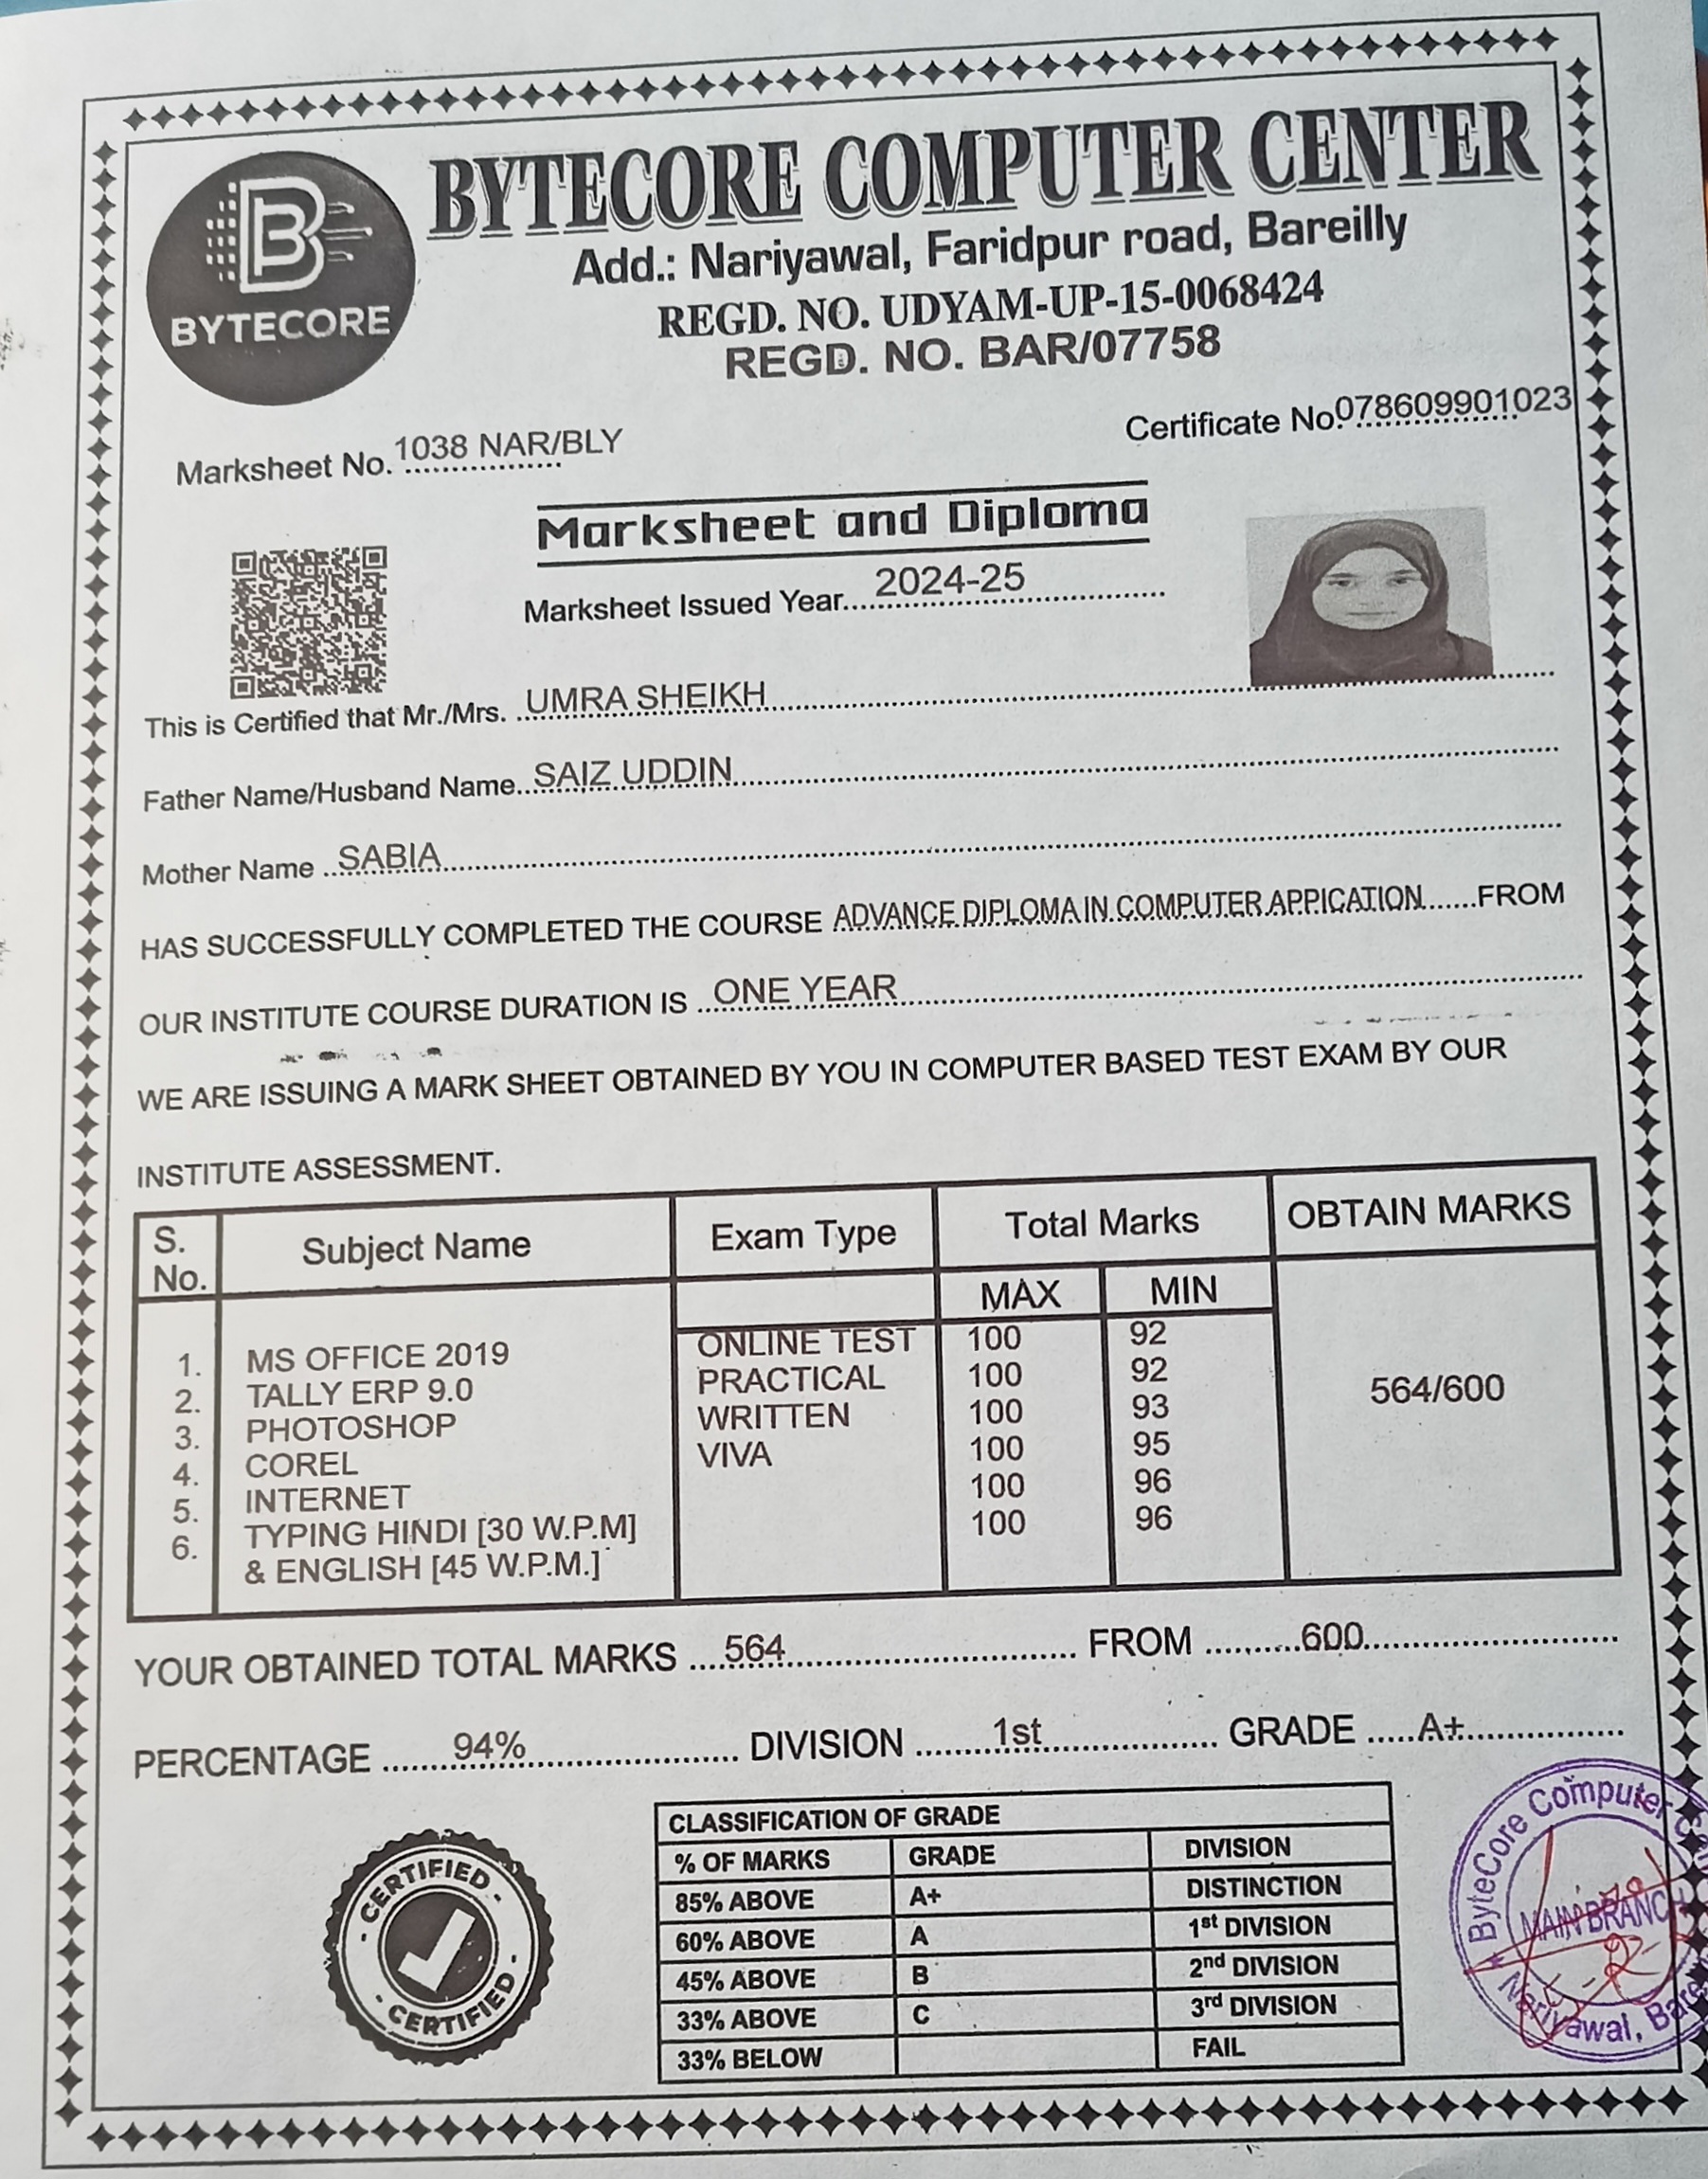 BYTECORE
BYTECORE COMPUTER CENTER
Add.: Nariyawal, Faridpur road, Bareilly
REGD. NO. UDYAM-UP-15-0068424
REGD. NO. BAR/07758
Marksheet No. 1038 NAR/BLY
Certificate No. 078609901023
Marksheet and Diploma
Marksheet Issued Year....2024-25
This is Certified that Mr./Mrs. ..UMRA SHEIKH
Father Name/Husband Name..SAIZ UDDIN
Mother Name ..SABIA
HAS SUCCESSFULLY COMPLETED THE COURSE ADVANCE DIPLOMA IN COMPUTER APPICATION......FROM
OUR INSTITUTE COURSE DURATION IS ..ONE YEAR
WE ARE ISSUING A MARK SHEET OBTAINED BY YOU IN COMPUTER BASED TEST EXAM BY OUR
INSTITUTE ASSESSMENT.
S. No. Subject Name Exam Type Total Marks OBTAIN MARKS
MAX MIN
1. MS OFFICE 2019 ONLINE TEST 100 92
2. TALLY ERP 9.0 PRACTICAL 100 92
3. PHOTOSHOP WRITTEN 100 93 564/600
4. COREL VIVA 100 95
5. INTERNET 100 96
6. TYPING HINDI [30 W.P.M] 100 96
& ENGLISH [45 W.P.M.]
YOUR OBTAINED TOTAL MARKS ....564.... FROM ....600....
PERCENTAGE ....94%.... DIVISION ....1st.... GRADE ....A+....
CERTIFIED
CERTIFIED
CLASSIFICATION OF GRADE
% OF MARKS GRADE DIVISION
85% ABOVE A+ DISTINCTION
60% ABOVE A 1st DIVISION
45% ABOVE B 2nd DIVISION
33% ABOVE C 3rd DIVISION
33% BELOW FAIL
ByteCore Computer
MAIN BRANCH
Nariyawal,